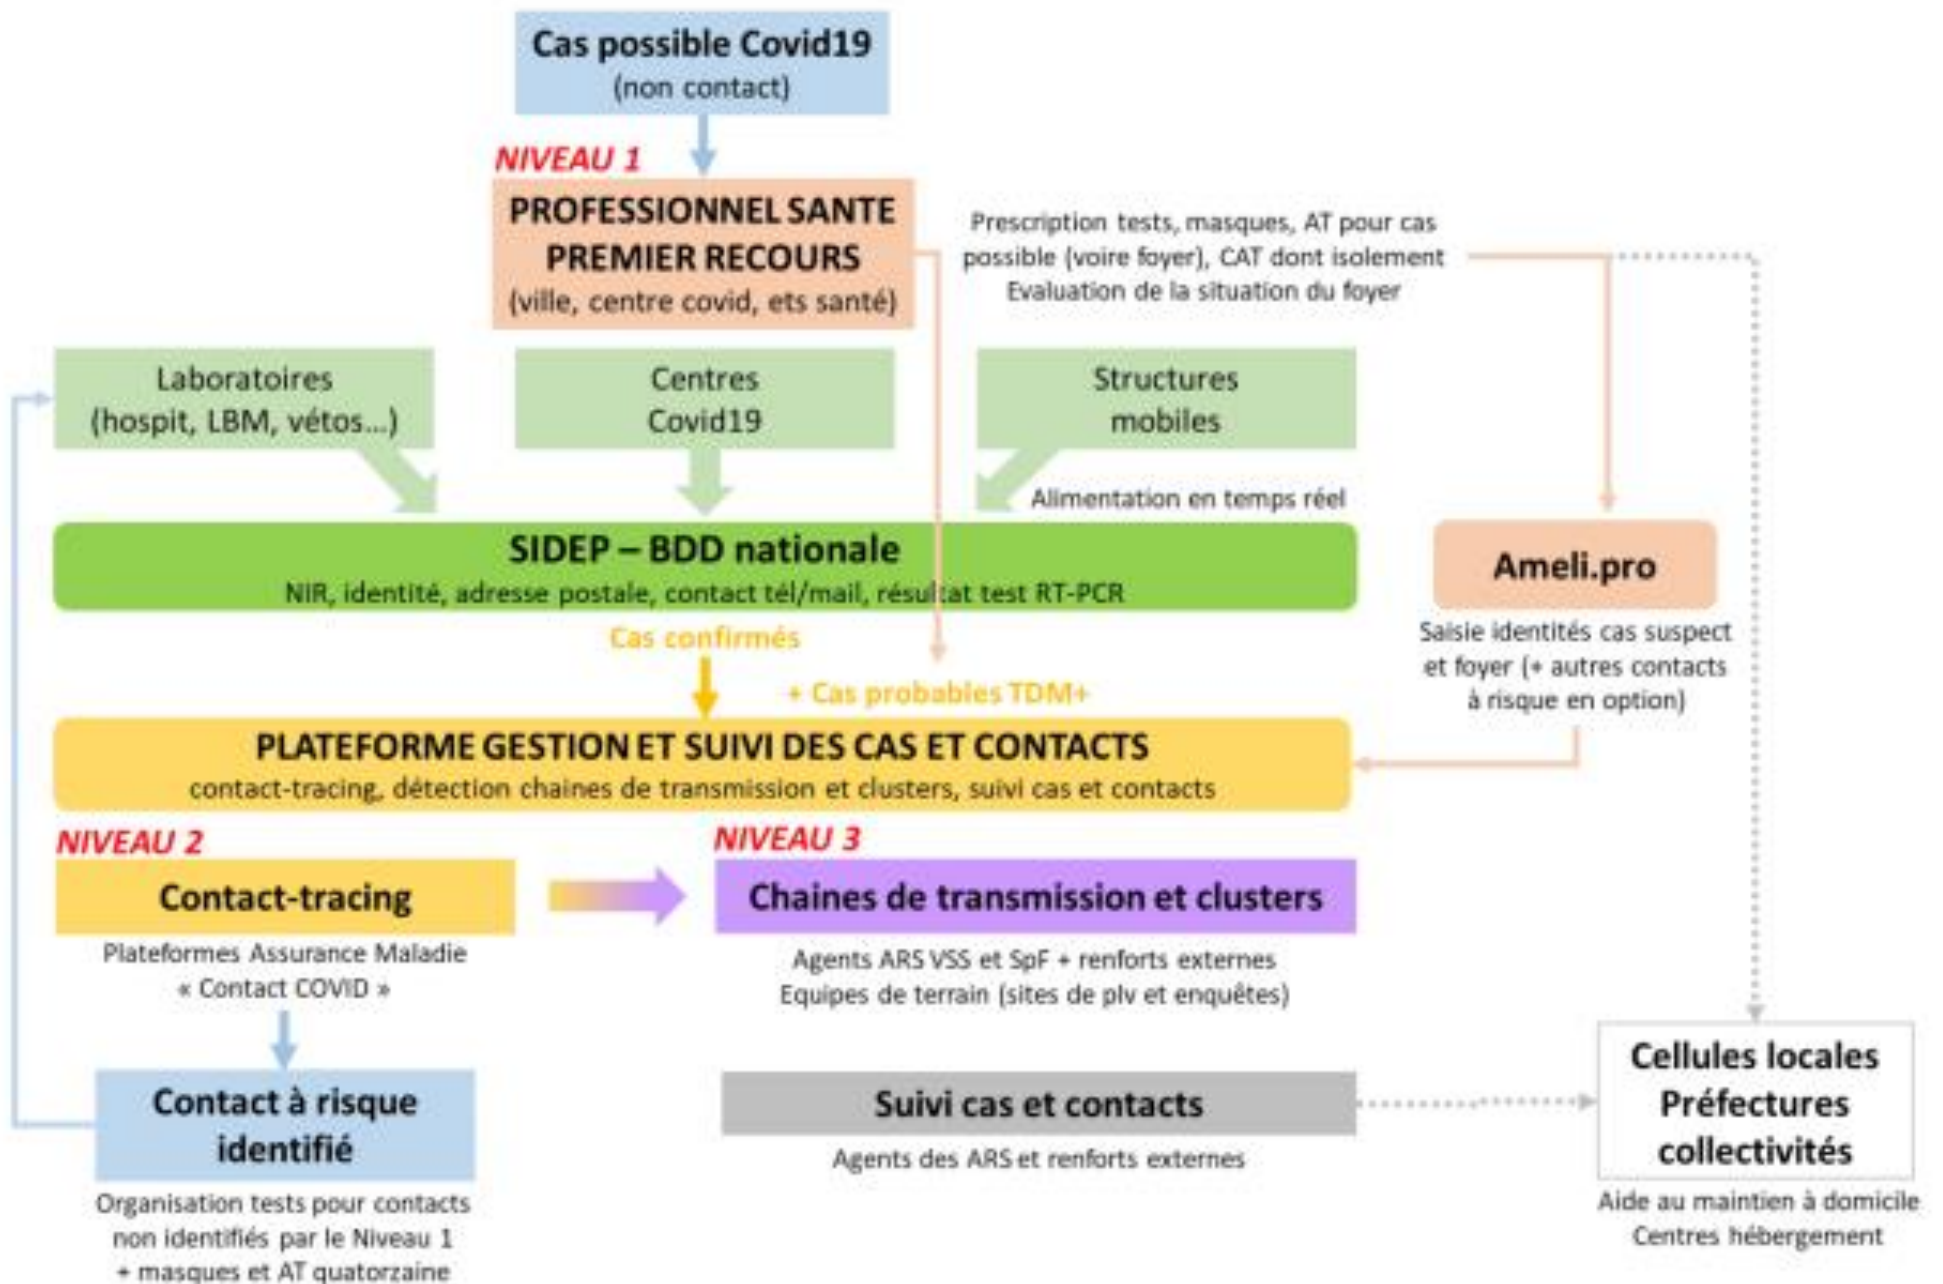 Cas possible Covid19
(non contact)
NIVEAU 1
PROFESSIONNEL SANTE
PREMIER RECOURS
(ville, centre covid, ets santé)
Prescription tests, masques, AT pour cas
possible (voire foyer), CAT dont isolement
Evaluation de la situation du foyer
Laboratoires
(hospit, LBM, vétos...)
Centres
Covid19
Structures
mobiles
Alimentation en temps réel
SIDEP – BDD nationale
NIR, identité, adresse postale, contact tél/mail, résultat test RT-PCR
Ameli.pro
Saisie identités cas suspect
et foyer (+ autres contacts
à risque en option)
Cas confirmés
+ Cas probables TDM+
PLATEFORME GESTION ET SUIVI DES CAS ET CONTACTS
contact-tracing, détection chaines de transmission et clusters, suivi cas et contacts
NIVEAU 2
Contact-tracing
Plateformes Assurance Maladie
« Contact COVID »
NIVEAU 3
Chaines de transmission et clusters
Agents ARS VSS et SpF + renforts externes
Equipes de terrain (sites de plv et enquêtes)
Contact à risque
identifié
Organisation tests pour contacts
non identifiés par le Niveau 1
+ masques et AT quatorzaine
Suivi cas et contacts
Agents des ARS et renforts externes
Cellules locales
Préfectures
collectivités
Aide au maintien à domicile
Centres hébergement